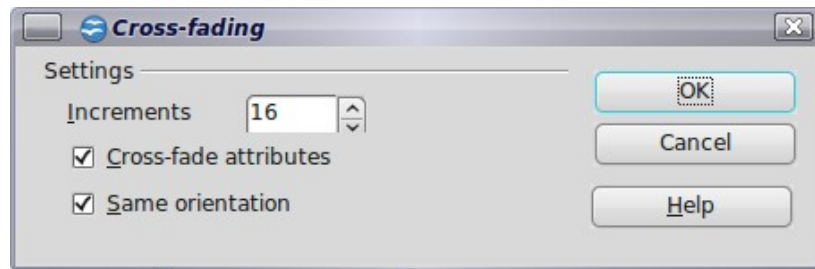 Cross-fading
Settings
Increments 16
Cross-fade attributes
Same orientation
OK
Cancel
Help